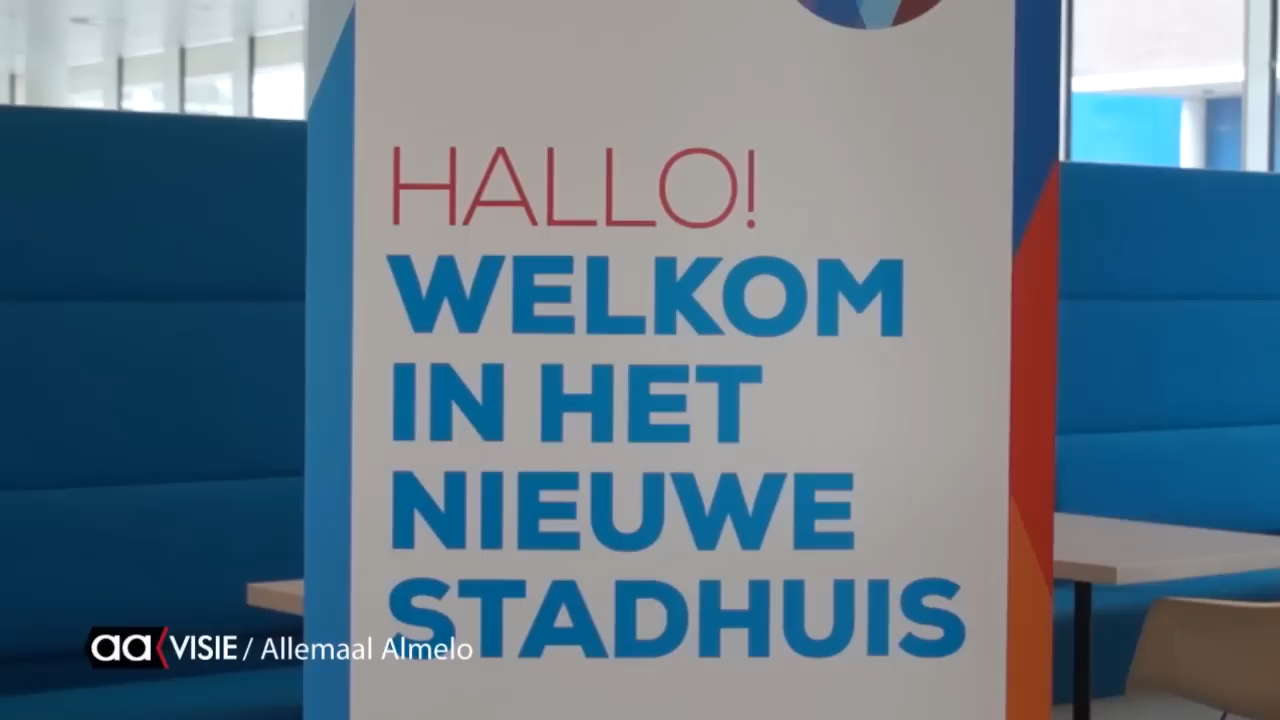 HALLO!
WELKOM
IN HET
NIEUWE
STADHUIS
aa VISIE / Allemaal Almelo